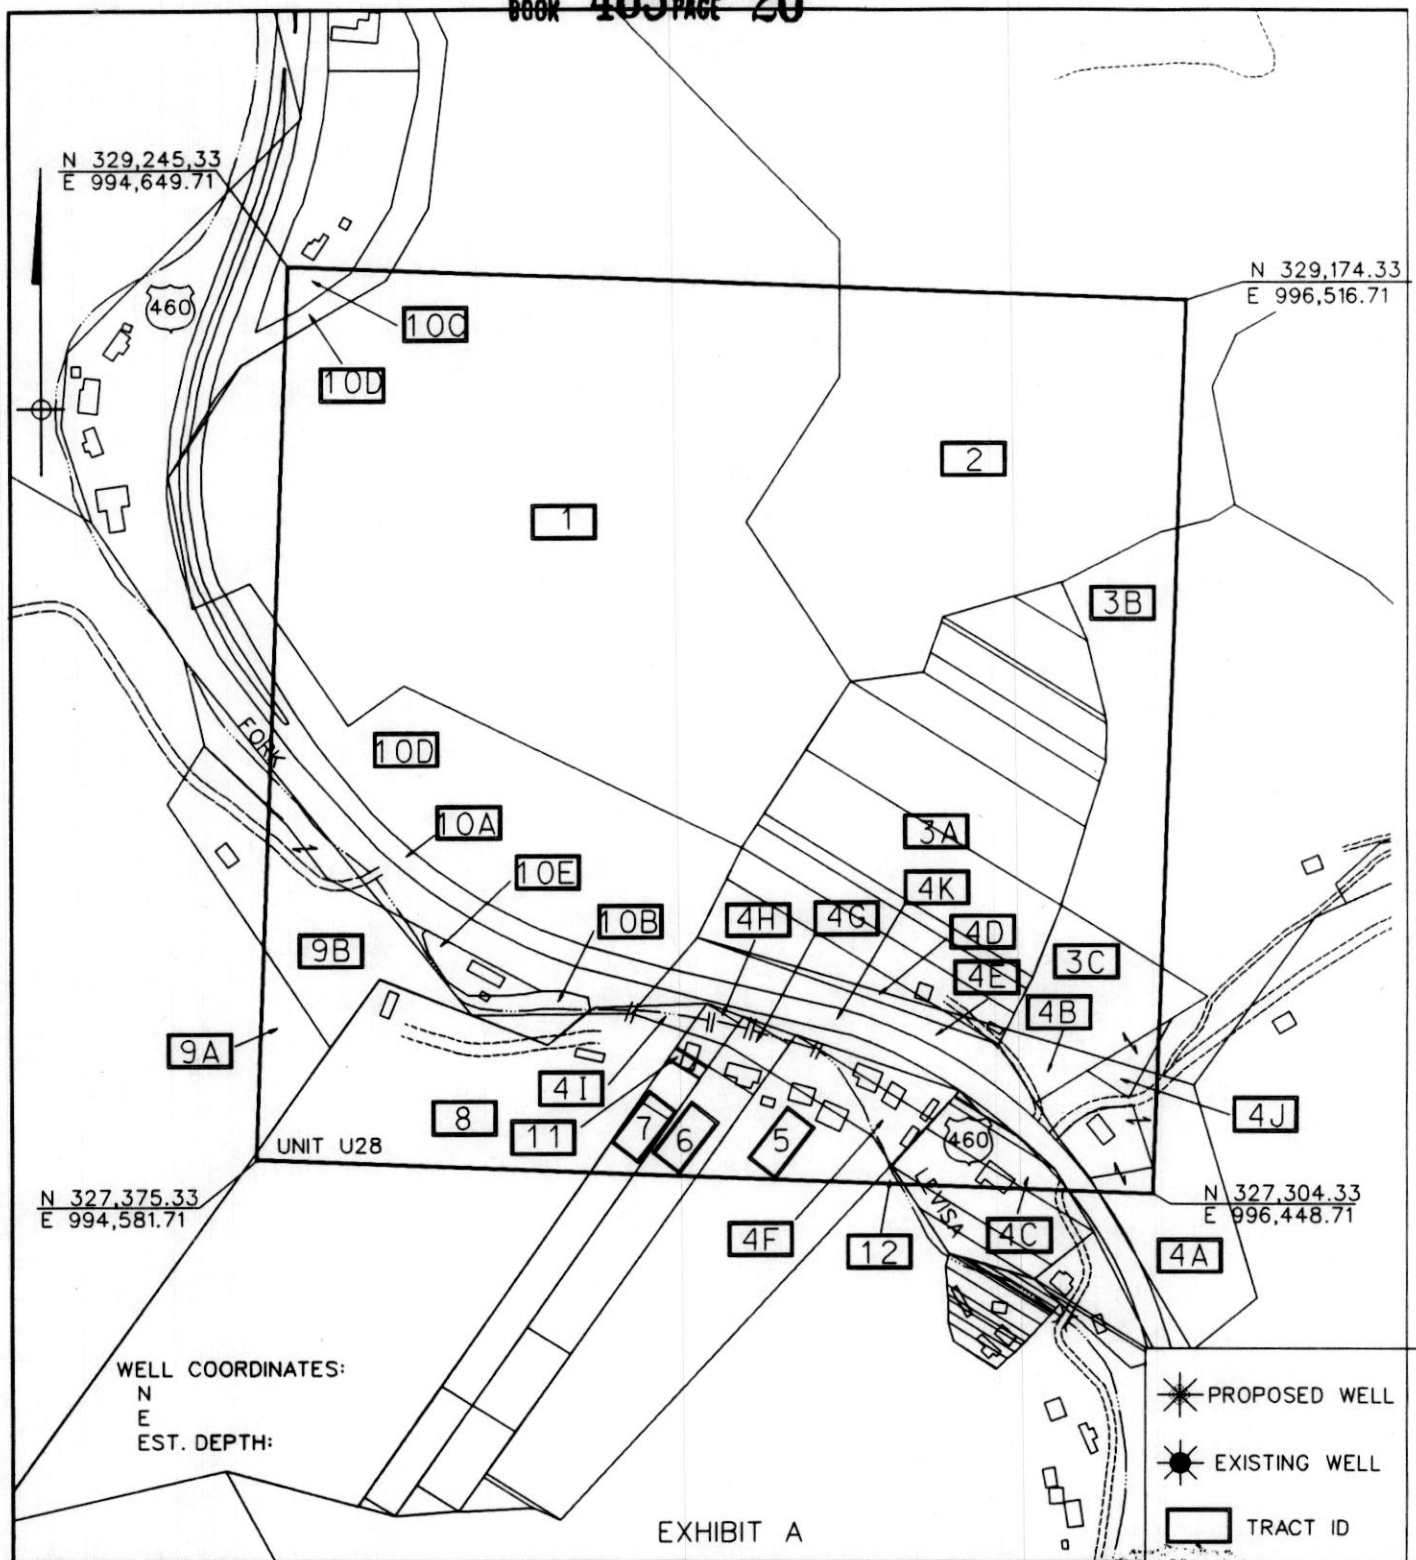 BOOK 465 PAGE 20
N 329,245,33
E 994,649.71
N 329,174.33
E 996,516.71
460
10C
10D
2
1
3B
FORK
10D
10A
3A
10E
4K
10B
4H
4G
4D
9B
3C
4E
4B
9A
4I
8
11
7
6
5
460
4J
UNIT U28
N 327,375.33
E 994,581.71
N 327,304.33
E 996,448.71
LEVISA
4F
12
4C
4A
WELL COORDINATES:
N
E
EST. DEPTH:
PROPOSED WELL
EXISTING WELL
TRACT ID
EXHIBIT A